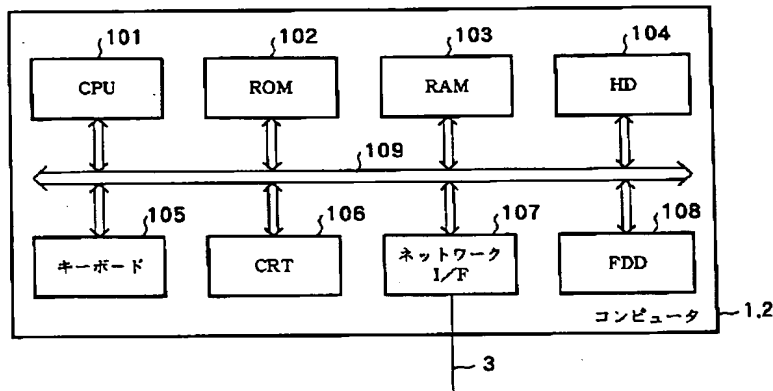 101
102
103
104
CPU
ROM
RAM
HD
109
105
106
107
108
キーボード
CRT
ネットワーク
I/F
FDD
コンピュータ
1,2
3